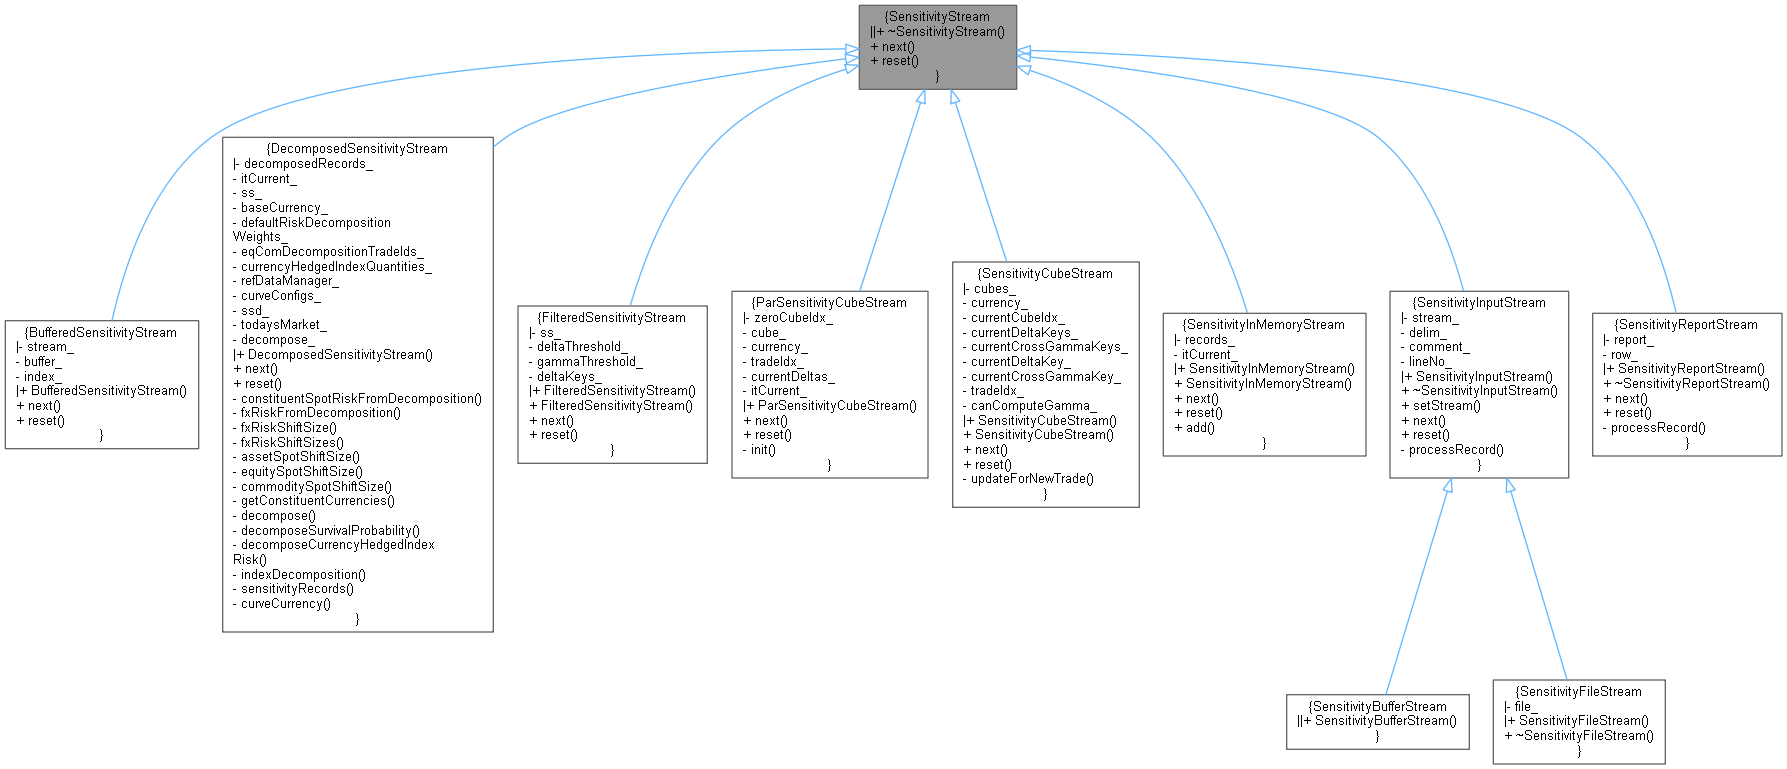 {SensitivityStream
||+ ~SensitivityStream()
+ next()
+ reset()
}
{DecomposedSensitivityStream
|- decomposedRecords_
- itCurrent_
- ss_
- baseCurrency_
- defaultRiskDecomposition
Weights_
- eqComDecompositionTradeIds_
- currencyHedgedIndexQuantities_
- refDataManager_
- curveConfigs_
- ssd_
- todaysMarket_
- decompose_
|+ DecomposedSensitivityStream()
+ next()
+ reset()
- constituentSpotRiskFromDecomposition()
- fxRiskFromDecomposition()
- fxRiskShiftSize()
- fxRiskShiftSizes()
- assetSpotShiftSize()
- equitySpotShiftSize()
- commoditySpotShiftSize()
- getConstituentCurrencies()
- decompose()
- decomposeSurvivalProbability()
- decomposeCurrencyHedgedIndex
Risk()
- indexDecomposition()
- sensitivityRecords()
- curveCurrency()
}
{BufferedSensitivityStream
|- stream_
- buffer_
- index_
|+ BufferedSensitivityStream()
+ next()
+ reset()
}
{FilteredSensitivityStream
|- ss_
- deltaThreshold_
- gammaThreshold_
- deltaKeys_
|+ FilteredSensitivityStream()
+ FilteredSensitivityStream()
+ next()
+ reset()
}
{ParSensitivityCubeStream
|- zeroCubeIdx_
- cube_
- currency_
- tradeIdx_
- currentDeltas_
- itCurrent_
|+ ParSensitivityCubeStream()
+ next()
+ reset()
- init()
}
{SensitivityCubeStream
|- cubes_
- currency_
- currentCubeIdx_
- currentDeltaKeys_
- currentCrossGammaKeys_
- currentDeltaKey_
- currentCrossGammaKey_
- tradeIdx_
- canComputeGamma_
|+ SensitivityCubeStream()
+ SensitivityCubeStream()
+ next()
+ reset()
- updateForNewTrade()
}
{SensitivityInMemoryStream
|- records_
- itCurrent_
|+ SensitivityInMemoryStream()
+ SensitivityInMemoryStream()
+ next()
+ reset()
+ add()
}
{SensitivityInputStream
|- stream_
- delim_
- comment_
- lineNo_
|+ SensitivityInputStream()
+ ~SensitivityInputStream()
+ setStream()
+ next()
+ reset()
- processRecord()
}
{SensitivityReportStream
|- report_
- row_
|+ SensitivityReportStream()
+ ~SensitivityReportStream()
+ next()
+ reset()
- processRecord()
}
{SensitivityBufferStream
||+ SensitivityBufferStream()
}
{SensitivityFileStream
|- file_
|+ SensitivityFileStream()
+ ~SensitivityFileStream()
}